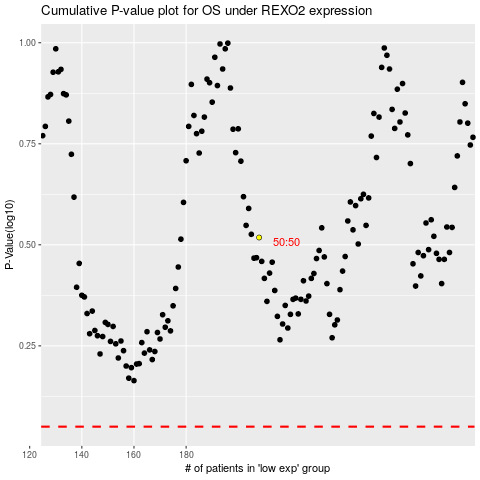 Cumulative P-value plot for OS under REXO2 expression
P-Value(log10)
1.00
0.75
0.50
0.25
50:50
120 140 160 180
# of patients in 'low exp' group